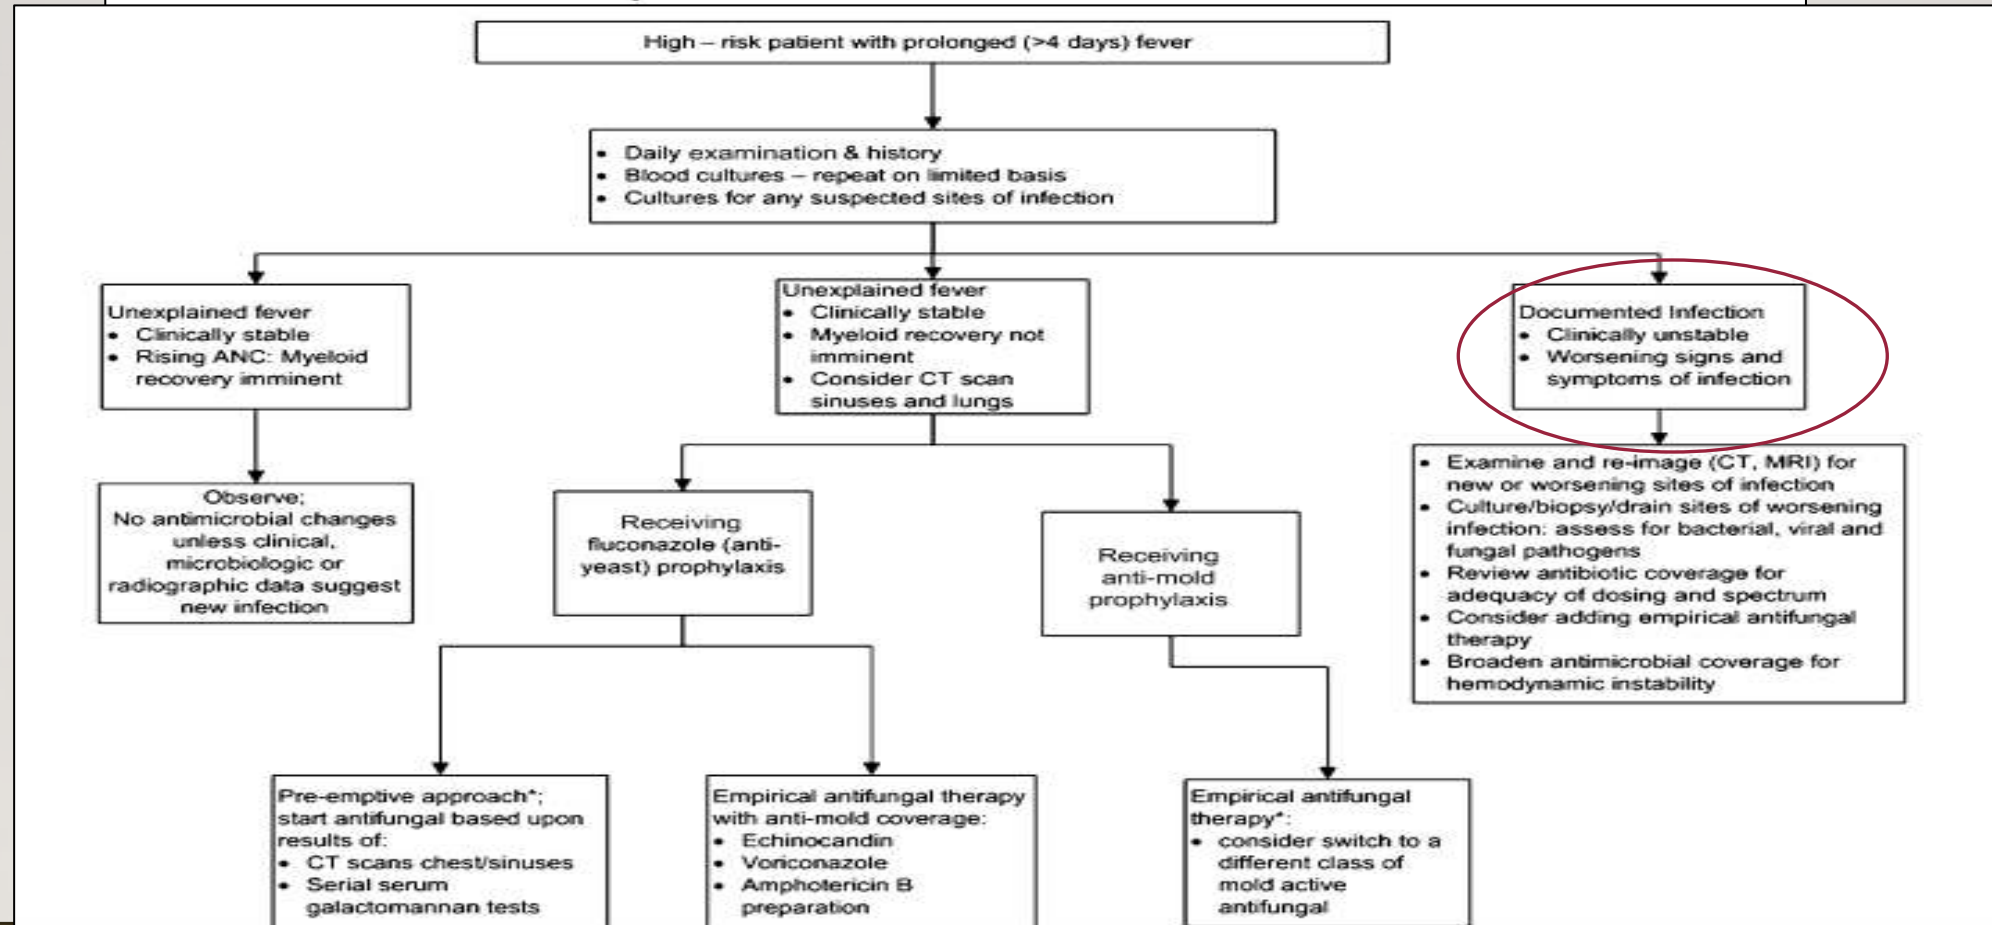 High – risk patient with prolonged (>4 days) fever
• Daily examination & history
• Blood cultures – repeat on limited basis
• Cultures for any suspected sites of infection
Unexplained fever
• Clinically stable
• Rising ANC: Myeloid
recovery imminent
Unexplained fever
• Clinically stable
• Myeloid recovery not
imminent
• Consider CT scan
sinuses and lungs
Documented Infection
• Clinically unstable
• Worsening signs and
symptoms of infection
Observe;
No antimicrobial changes
unless clinical,
microbiologic or
radiographic data suggest
new infection
Receiving
fluconazole (anti-
yeast) prophylaxis
Receiving
anti-mold
prophylaxis
• Examine and re-image (CT, MRI) for
new or worsening sites of infection
• Culture/biopsy/drain sites of worsening
infection: assess for bacterial, viral and
fungal pathogens
• Review antibiotic coverage for
adequacy of dosing and spectrum
• Consider adding empirical antifungal
therapy
• Broaden antimicrobial coverage for
hemodynamic instability
Pre-emptive approach*;
start antifungal based upon
results of:
• CT scans chest/sinuses
• Serial serum
galactomannan tests
Empirical antifungal therapy
with anti-mold coverage:
• Echinocandin
• Voriconazole
• Amphotericin B
preparation
Empirical antifungal
therapy*:
• consider switch to a
different class of
mold active
antifungal